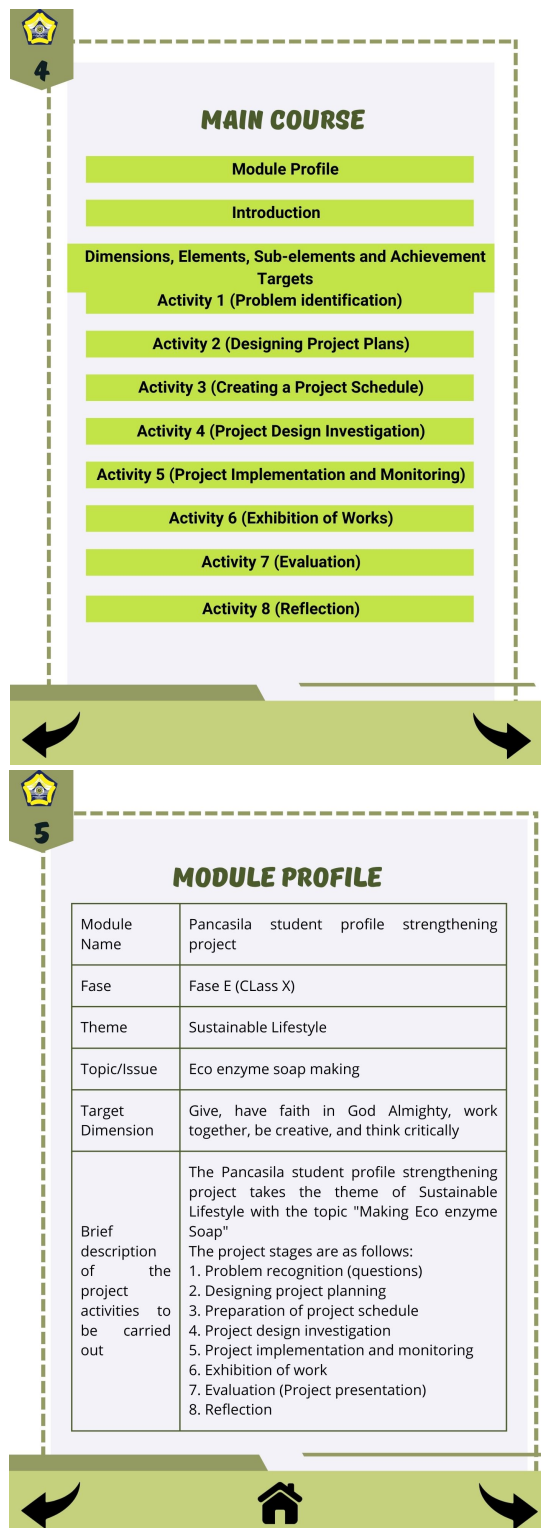 4
MAIN COURSE
Module Profile
Introduction
Dimensions, Elements, Sub-elements and Achievement
Targets
Activity 1 (Problem identification)
Activity 2 (Designing Project Plans)
Activity 3 (Creating a Project Schedule)
Activity 4 (Project Design Investigation)
Activity 5 (Project Implementation and Monitoring)
Activity 6 (Exhibition of Works)
Activity 7 (Evaluation)
Activity 8 (Reflection)
5
MODULE PROFILE
Module
Name
Pancasila student profile strengthening
project
Fase
Fase E (CLass X)
Theme
Sustainable Lifestyle
Topic/Issue
Eco enzyme soap making
Target
Dimension
Give, have faith in God Almighty, work
together, be creative, and think critically
Brief
description
of the
project
activities to
be carried
out
The Pancasila student profile strengthening
project takes the theme of Sustainable
Lifestyle with the topic "Making Eco enzyme
Soap"
The project stages are as follows:
1. Problem recognition (questions)
2. Designing project planning
3. Preparation of project schedule
4. Project design investigation
5. Project implementation and monitoring
6. Exhibition of work
7. Evaluation (Project presentation)
8. Reflection